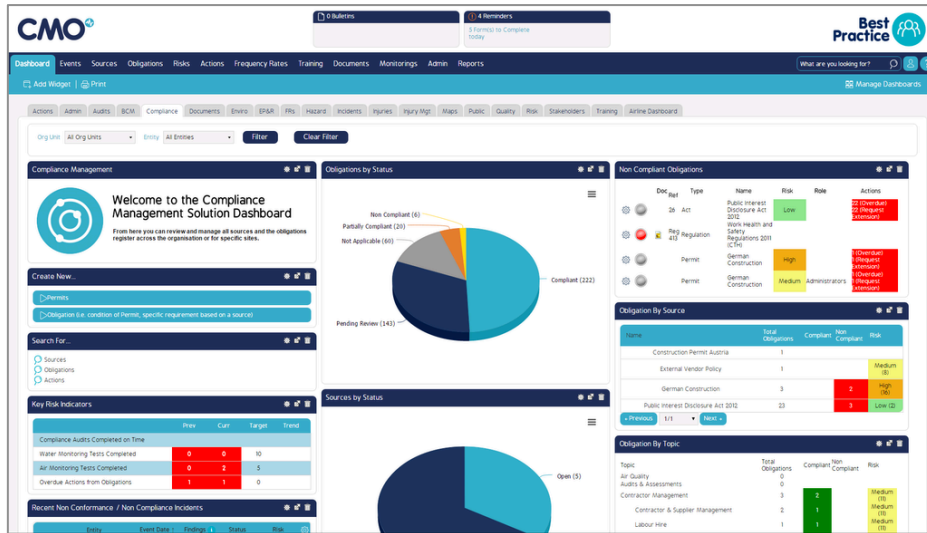 CMO
0 Bulletins
4 Reminders
3 Form(s) to Complete
today
Best
Practice
Dashboard Events Sources Obligations Risks Actions Frequency Rates Training Documents Monitorings Admin Reports
What are you looking for?
Add Widget | Print
Manage Dashboards
Actions Admin Audits BCM Compliance Documents Enviro EP&R FRs Hazard Incidents Injuries Injury Mgt Maps Public Quality Risk Stakeholders Training Airline Dashboard
Org Unit All Org Units Entity All Entities Filter Clear Filter
Compliance Management
Welcome to the Compliance
Management Solution Dashboard
From here you can review and manage all sources and the obligations
register across the organisation or for specific sites.
Create New...
Permits
Obligation (i.e. condition of Permit, specific requirement based on a source)
Search For...
Sources
Obligations
Actions
Key Risk Indicators
Prev Curr Target Trend
Compliance Audits Completed on Time
Water Monitoring Tests Completed 0 0 10
Air Monitoring Tests Completed 0 2 5
Overdue Actions from Obligations 1 1 0
Recent Non Conformance / Non Compliance Incidents
Entity Event Date Findings Status Risk
Obligations by Status
Non Compliant (6)
Partially Compliant (20)
Not Applicable (60)
Compliant (222)
Pending Review (143)
Sources by Status
Open (5)
Non Compliant Obligations
Doc Ref Type Name Risk Role Actions
26 Act Public Interest Disclosure Act 2012 Low 22 (Overdue) 22 (Request Extension)
Reg 413 Regulation Work Health and Safety Regulations 2011 (CTH)
Permit German Construction High 1 (Overdue) (Request Extension)
Permit German Construction Medium Administrators 1 (Overdue) (Request Extension)
Obligation By Source
Name Total Obligations Compliant Non Compliant Risk
Construction Permit Austria 1
External Vendor Policy 1 Medium (8)
German Construction 3 2 High (16)
Public Interest Disclosure Act 2012 23 3 Low (2)
« Previous 1/1 Next »
Obligation By Topic
Topic Total Obligations Compliant Non Compliant Risk
Air Quality 0
Audits & Assessments 0
Contractor Management 3 2 Medium (11)
Contractor & Supplier Management 2 1 Medium (11)
Labour Hire 1 1 Medium (11)